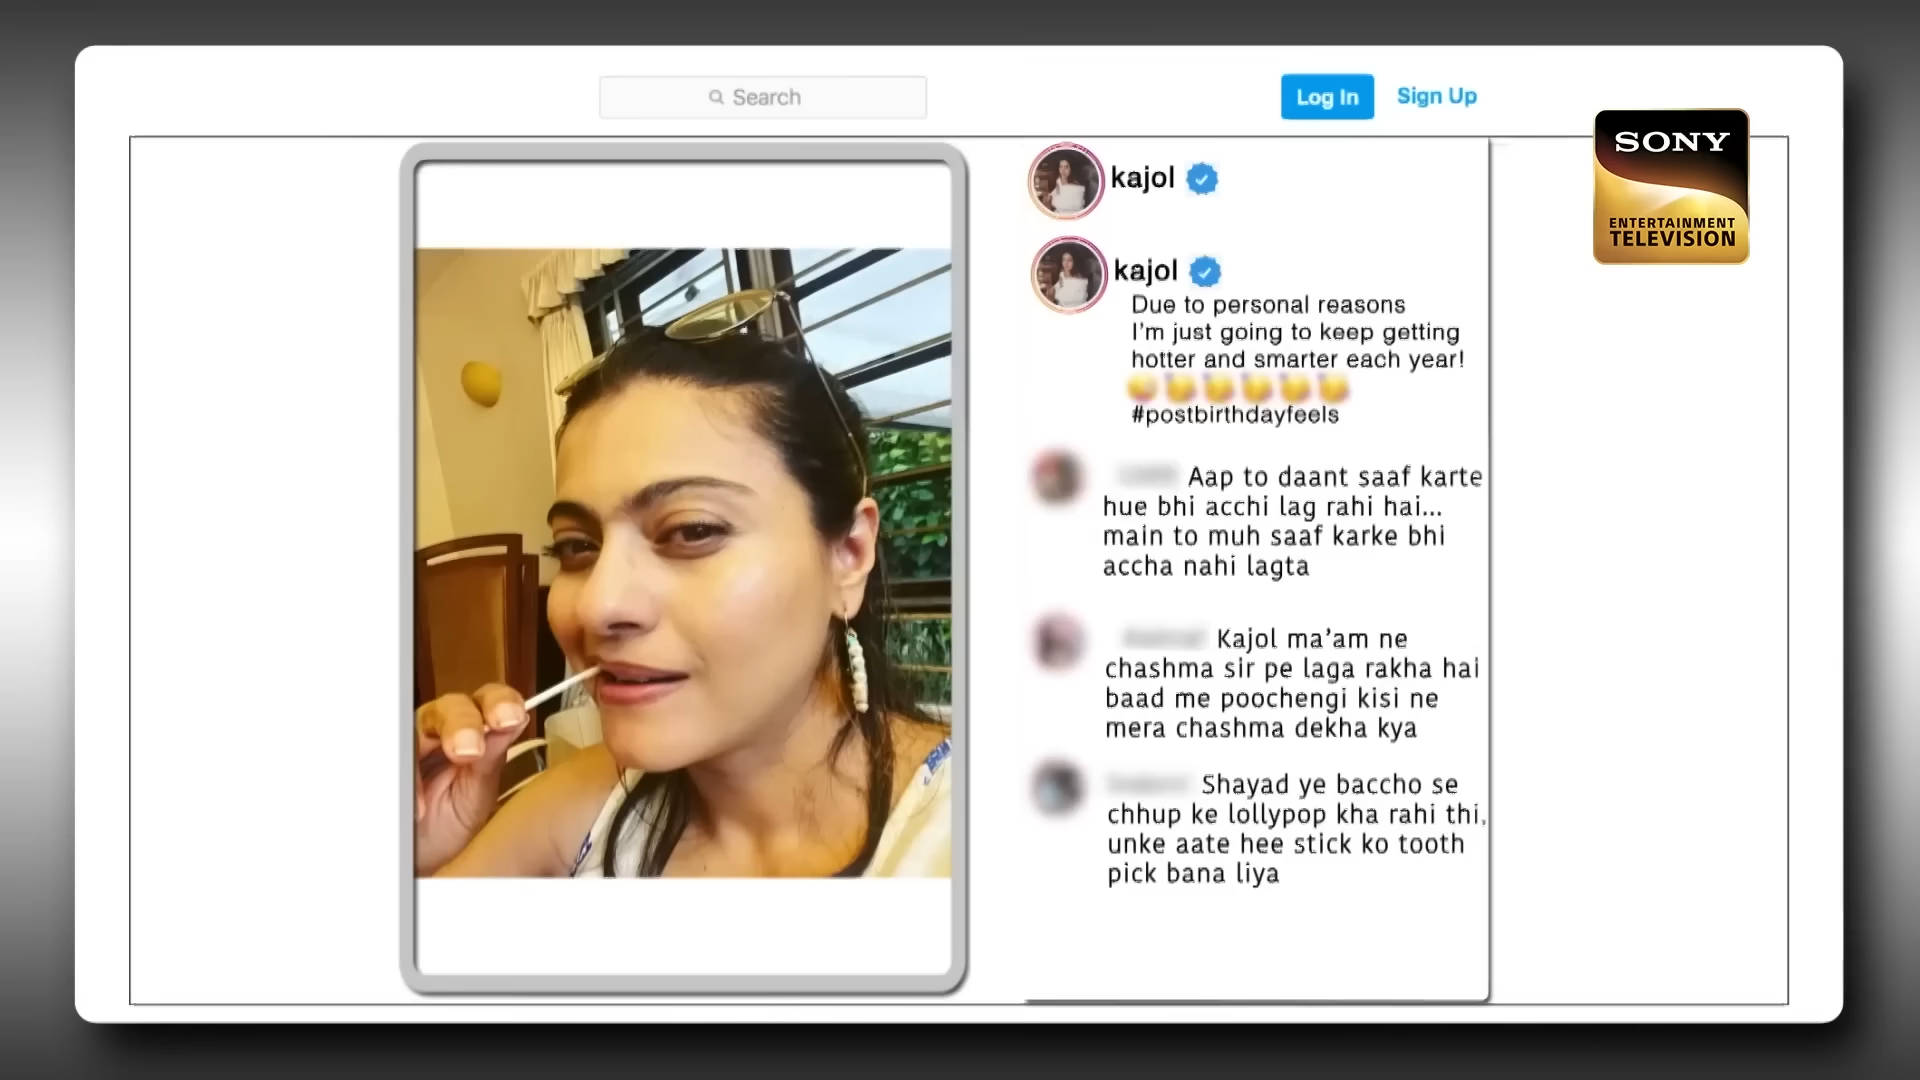 Search
Log In
Sign Up
SONY
ENTERTAINMENT
TELEVISION
kajol
kajol
Due to personal reasons
I'm just going to keep getting
hotter and smarter each year!
#postbirthdayfeels
Aap to daant saaf karte
hue bhi acchi lag rahi hai...
main to muh saaf karke bhi
accha nahi lagta
Kajol ma'am ne
chashma sir pe laga rakha hai
baad me poochengi kisi ne
mera chashma dekha kya
Shayad ye baccho se
chhup ke lollypop kha rahi thi,
unke aate hee stick ko tooth
pick bana liya